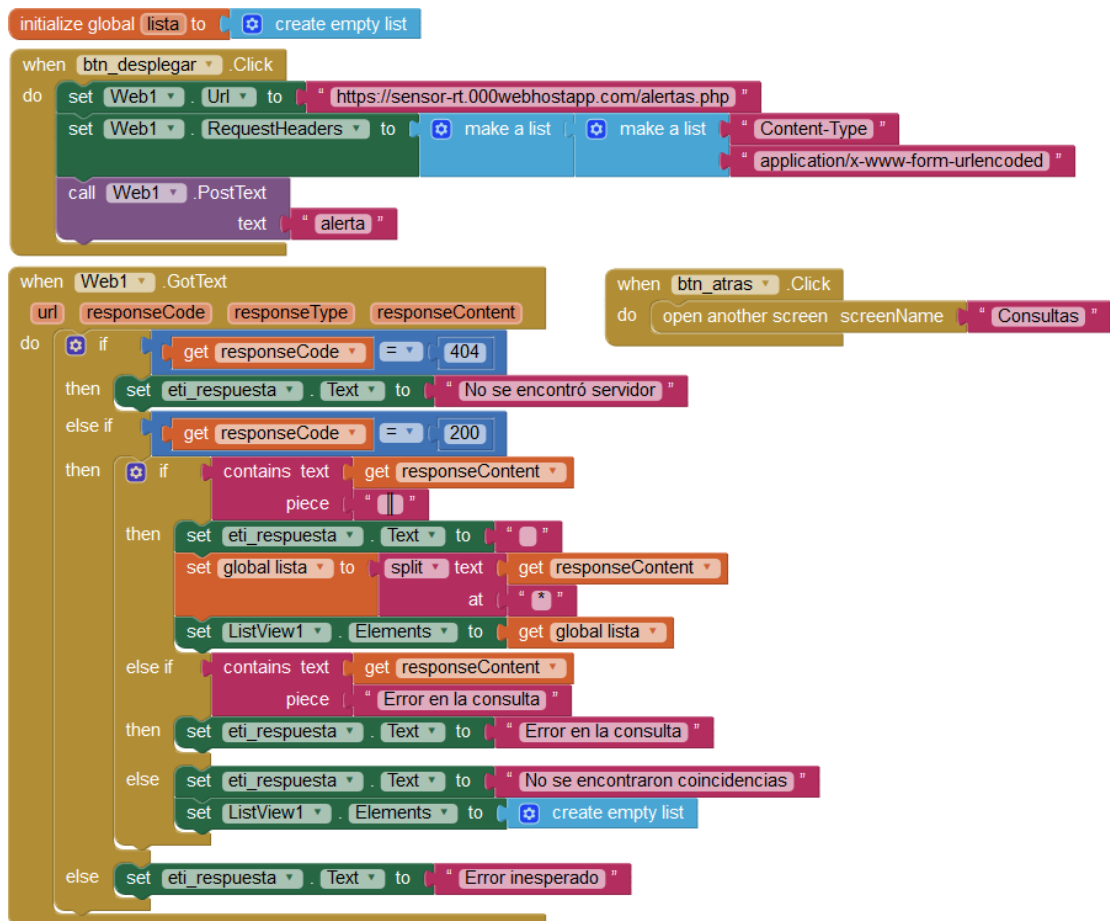 initialize global lista to create empty list
when btn_desplegar .Click
do set Web1 . Url to " https://sensor-rt.000webhostapp.com/alertas.php "
set Web1 . RequestHeaders to make a list make a list " Content-Type "
" application/x-www-form-urlencoded "
call Web1 .PostText
text " alerta "
when Web1 .GotText
url responseCode responseType responseContent
do if get responseCode = 404
then set eti_respuesta . Text to " No se encontró servidor "
else if get responseCode = 200
then if contains text get responseContent
piece " | "
then set eti_respuesta . Text to " "
set global lista to split text get responseContent
at " * "
set ListView1 . Elements to get global lista
else if contains text get responseContent
piece " Error en la consulta "
then set eti_respuesta . Text to " Error en la consulta "
else set eti_respuesta . Text to " No se encontraron coincidencias "
set ListView1 . Elements to create empty list
else set eti_respuesta . Text to " Error inesperado "
when btn_atras .Click
do open another screen screenName " Consultas "